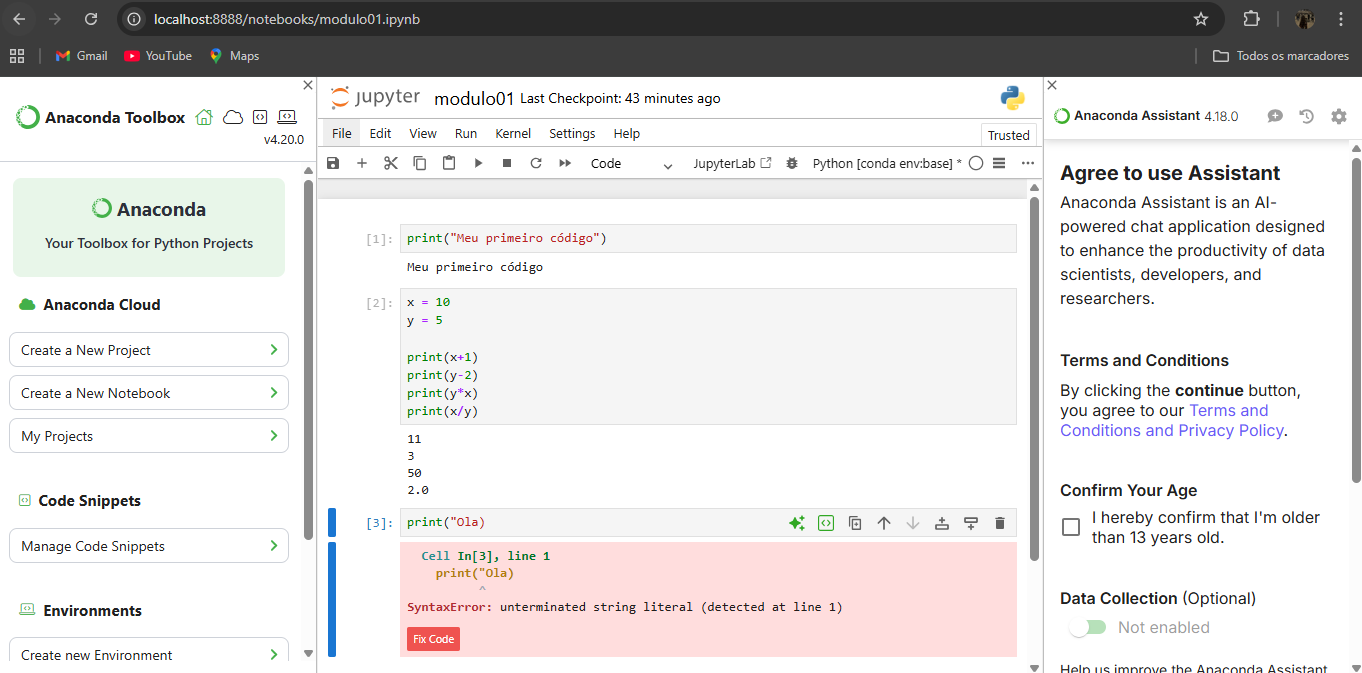 localhost:8888/notebooks/modulo01.ipynb
Gmail
YouTube
Maps
Todos os marcadores
Anaconda Toolbox
v4.20.0
Anaconda
Your Toolbox for Python Projects
Anaconda Cloud
Create a New Project
Create a New Notebook
My Projects
Code Snippets
Manage Code Snippets
Environments
Create new Environment
jupyter modulo01 Last Checkpoint: 43 minutes ago
File Edit View Run Kernel Settings Help
Trusted
Code
JupyterLab
Python [conda env:base] *
[1]: print("Meu primeiro código")
Meu primeiro código
[2]: x = 10
y = 5
print(x+1)
print(y-2)
print(y*x)
print(x/y)
11
3
50
2.0
[3]: print("Ola)
Cell In[3], line 1
print("Ola)
^
SyntaxError: unterminated string literal (detected at line 1)
Fix Code
Anaconda Assistant 4.18.0
Agree to use Assistant
Anaconda Assistant is an AI-
powered chat application designed
to enhance the productivity of data
scientists, developers, and
researchers.
Terms and Conditions
By clicking the continue button,
you agree to our Terms and
Conditions and Privacy Policy.
Confirm Your Age
I hereby confirm that I'm older
than 13 years old.
Data Collection (Optional)
Not enabled
Help us improve the Anaconda Assistant